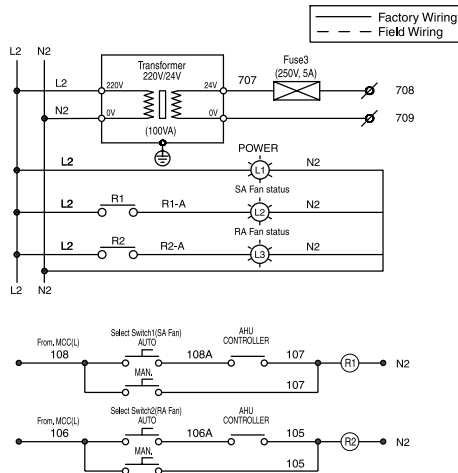 Factory Wiring
Field Wiring
L2 N2
Transformer
220V/24V
Fuse3
(250V, 5A)
L2 220V 24V 707 708
N2 0V 0V 709
(100VA)
POWER
L2 L1 N2
SA Fan status
L2 R1 R1-A L2 N2
RA Fan status
L2 R2 R2-A L3 N2
L2 N2
Select Switch1(SA Fan)
From. MCC(L) AUTO AHU
CONTROLLER
108 108A 107 R1 N2
MAN.
107
Select Switch2(RA Fan)
From. MCC(L) AUTO AHU
CONTROLLER
106 106A 105 R2 N2
MAN.
105